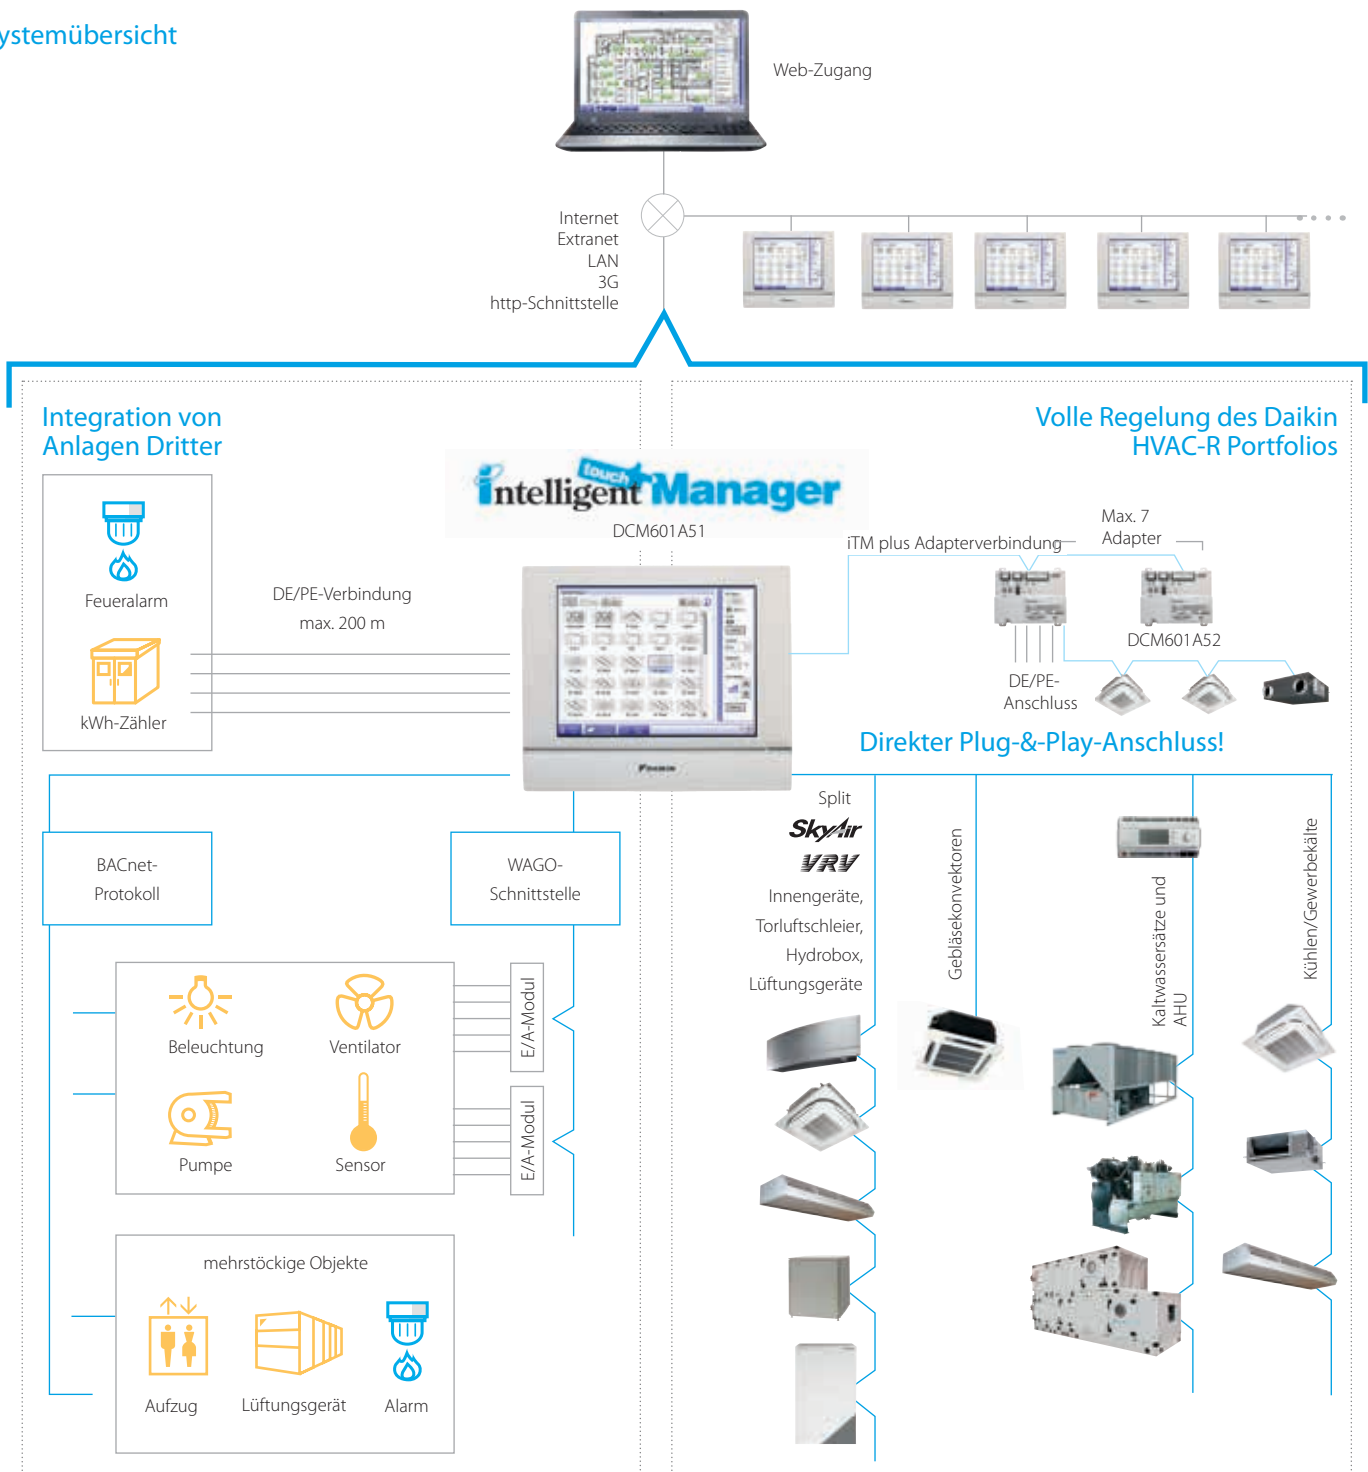 ystemübersicht
Web-Zugang
Internet
Extranet
LAN
3G
http-Schnittstelle
Integration von
Anlagen Dritter
Volle Regelung des Daikin
HVAC-R Portfolios
Feueralarm
kWh-Zähler
DE/PE-Verbindung
max. 200 m
touch
intelligent Manager
DCM601A51
DAIKIN
iTM plus Adapterverbindung
Max. 7
Adapter
DCM601A52
DE/PE-
Anschluss
Direkter Plug-&-Play-Anschluss!
BACnet-
Protokoll
WAGO-
Schnittstelle
Beleuchtung
Ventilator
Pumpe
Sensor
E/A-Modul
E/A-Modul
mehrstöckige Objekte
Aufzug
Lüftungsgerät
Alarm
Split
SkyAir
VRV
Innengeräte,
Torluftschleier,
Hydrobox,
Lüftungsgeräte
Gebläsekonvektoren
Kaltwassersätze und
AHU
Kühlen/Gewerbekälte